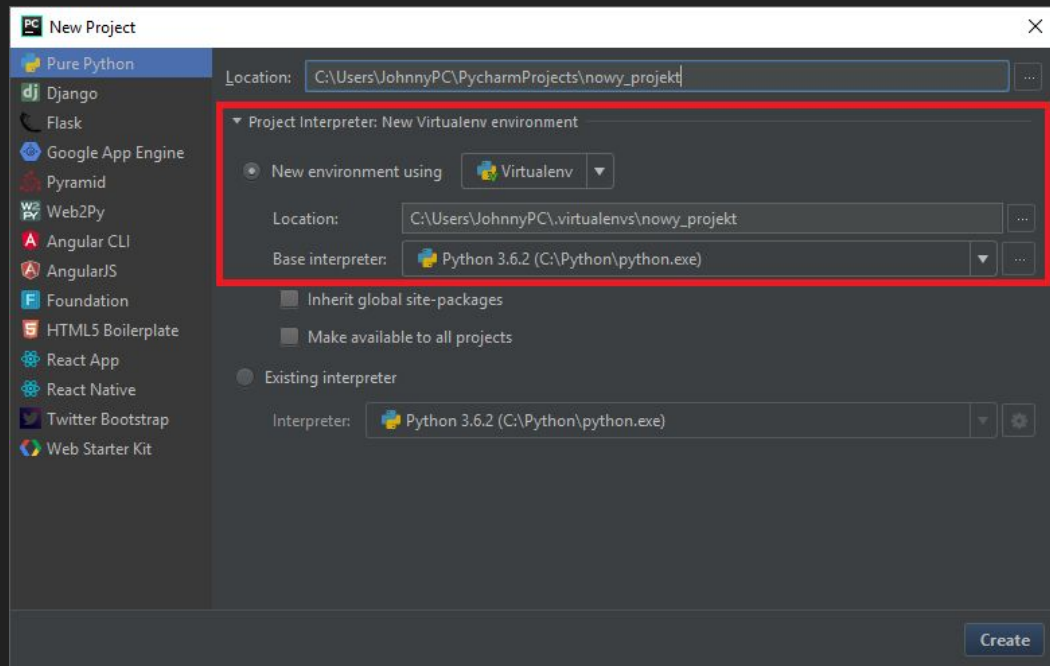 New Project
Pure Python
Django
Flask
Google App Engine
Pyramid
Web2Py
Angular CLI
AngularJS
Foundation
HTML5 Boilerplate
React App
React Native
Twitter Bootstrap
Web Starter Kit
Location: C:\Users\JohnnyPC\PycharmProjects\nowy_projekt ...
Project Interpreter: New Virtualenv environment
New environment using Virtualenv
Location: C:\Users\JohnnyPC\.virtualenvs\nowy_projekt ...
Base interpreter: Python 3.6.2 (C:\Python\python.exe) ...
Inherit global site-packages
Make available to all projects
Existing interpreter
Interpreter: Python 3.6.2 (C:\Python\python.exe)
Create